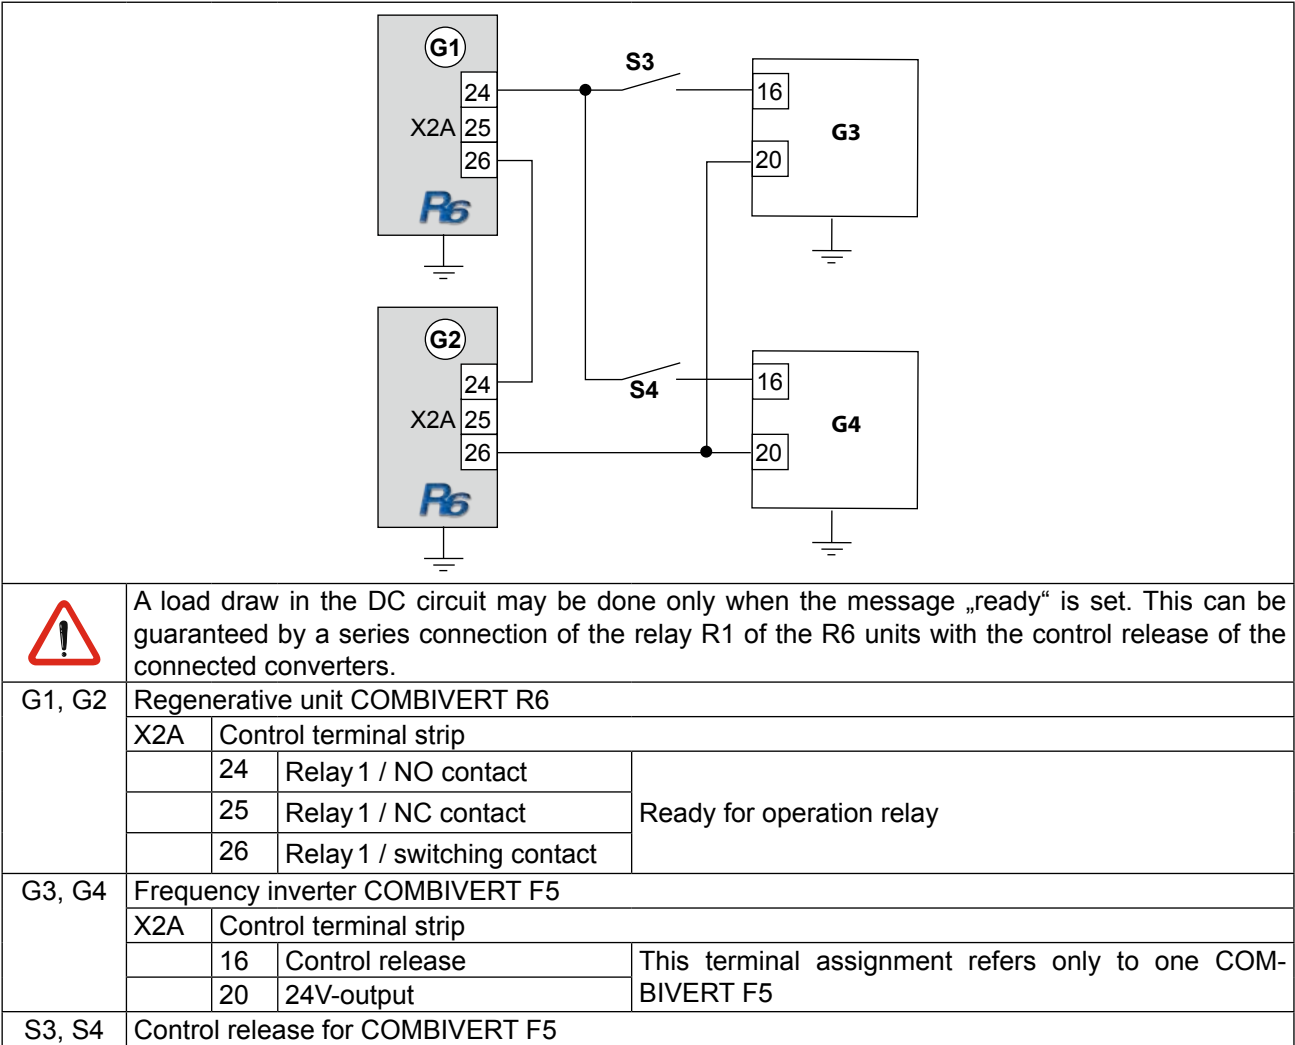 G1
S3
24
16
X2A 25
G3
26
20
R6
G2
24
16
S4
X2A 25
G4
26
20
R6
A load draw in the DC circuit may be done only when the message „ready“ is set. This can be
guaranteed by a series connection of the relay R1 of the R6 units with the control release of the
connected converters.
G1, G2 Regenerative unit COMBIVERT R6
X2A Control terminal strip
24 Relay 1 / NO contact
25 Relay 1 / NC contact Ready for operation relay
26 Relay 1 / switching contact
G3, G4 Frequency inverter COMBIVERT F5
X2A Control terminal strip
16 Control release This terminal assignment refers only to one COM-
20 24V-output BIVERT F5
S3, S4 Control release for COMBIVERT F5